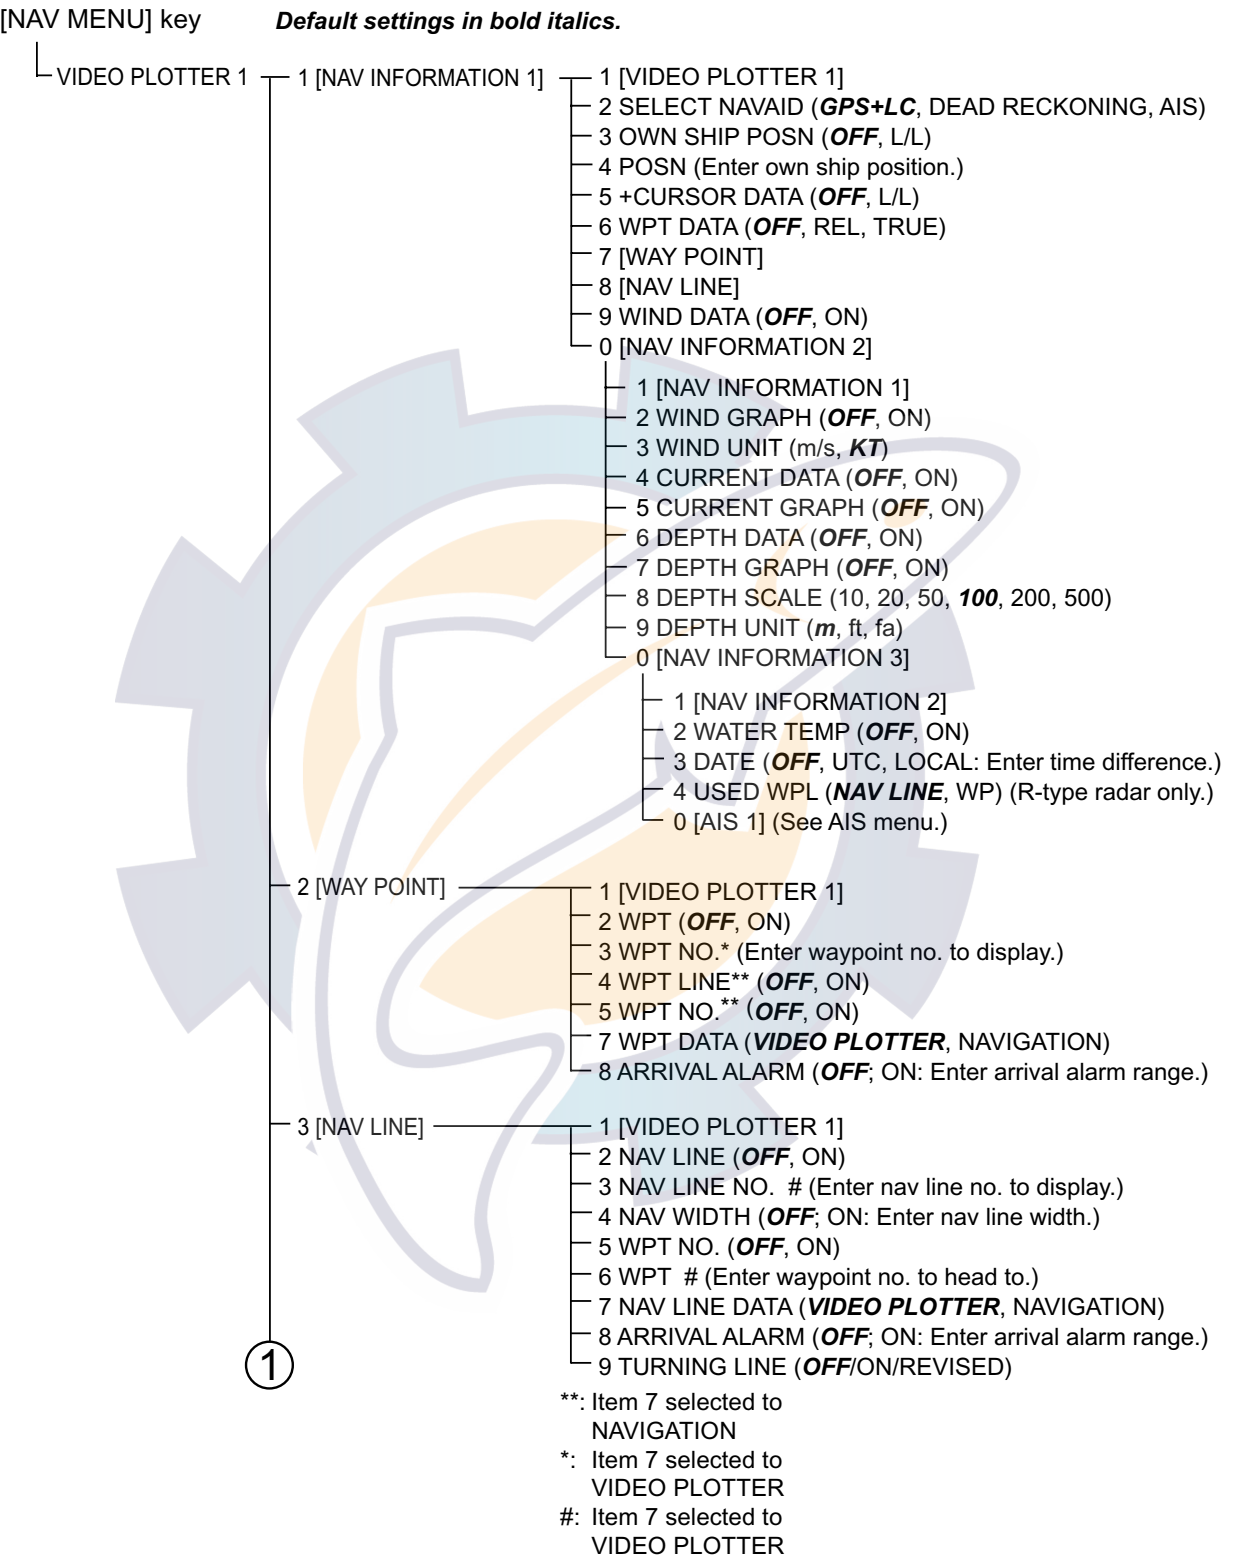 [NAV MENU] key
Default settings in bold italics.
VIDEO PLOTTER 1
1 [NAV INFORMATION 1]
1 [VIDEO PLOTTER 1]
2 SELECT NAVAID (GPS+LC, DEAD RECKONING, AIS)
3 OWN SHIP POSN (OFF, L/L)
4 POSN (Enter own ship position.)
5 +CURSOR DATA (OFF, L/L)
6 WPT DATA (OFF, REL, TRUE)
7 [WAY POINT]
8 [NAV LINE]
9 WIND DATA (OFF, ON)
0 [NAV INFORMATION 2]
1 [NAV INFORMATION 1]
2 WIND GRAPH (OFF, ON)
3 WIND UNIT (m/s, KT)
4 CURRENT DATA (OFF, ON)
5 CURRENT GRAPH (OFF, ON)
6 DEPTH DATA (OFF, ON)
7 DEPTH GRAPH (OFF, ON)
8 DEPTH SCALE (10, 20, 50, 100, 200, 500)
9 DEPTH UNIT (m, ft, fa)
0 [NAV INFORMATION 3]
1 [NAV INFORMATION 2]
2 WATER TEMP (OFF, ON)
3 DATE (OFF, UTC, LOCAL: Enter time difference.)
4 USED WPL (NAV LINE, WP) (R-type radar only.)
0 [AIS 1] (See AIS menu.)
2 [WAY POINT]
1 [VIDEO PLOTTER 1]
2 WPT (OFF, ON)
3 WPT NO.* (Enter waypoint no. to display.)
4 WPT LINE** (OFF, ON)
5 WPT NO.** (OFF, ON)
7 WPT DATA (VIDEO PLOTTER, NAVIGATION)
8 ARRIVAL ALARM (OFF; ON: Enter arrival alarm range.)
3 [NAV LINE]
1 [VIDEO PLOTTER 1]
2 NAV LINE (OFF, ON)
3 NAV LINE NO. # (Enter nav line no. to display.)
4 NAV WIDTH (OFF; ON: Enter nav line width.)
5 WPT NO. (OFF, ON)
6 WPT # (Enter waypoint no. to head to.)
7 NAV LINE DATA (VIDEO PLOTTER, NAVIGATION)
8 ARRIVAL ALARM (OFF; ON: Enter arrival alarm range.)
9 TURNING LINE (OFF/ON/REVISED)
1
**: Item 7 selected to
NAVIGATION
*: Item 7 selected to
VIDEO PLOTTER
#: Item 7 selected to
VIDEO PLOTTER